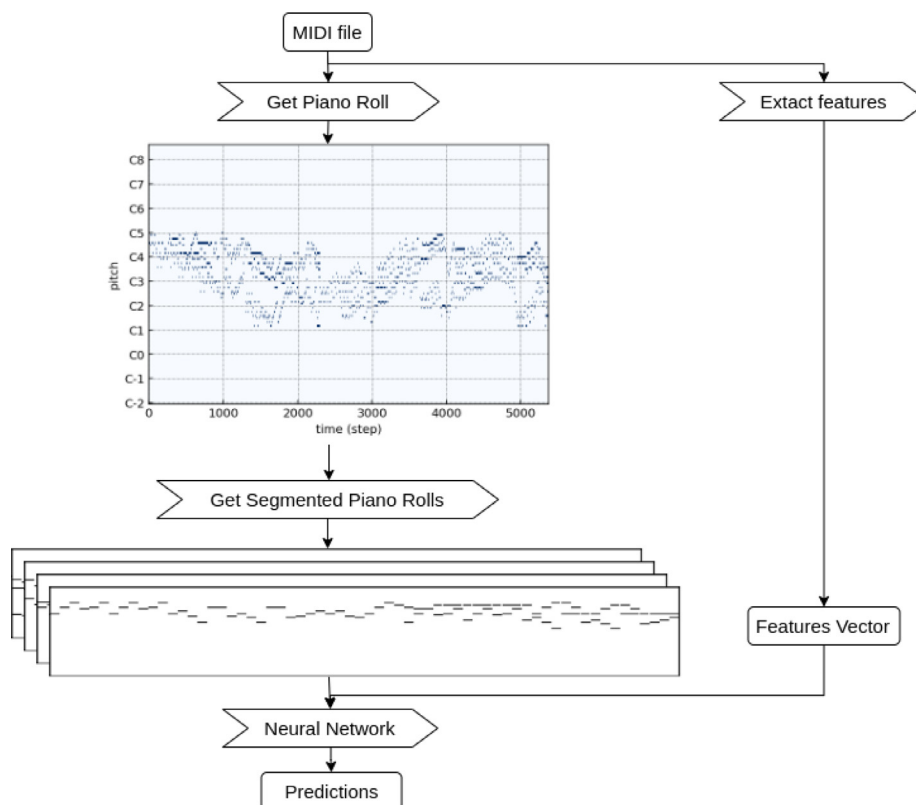 MIDI file
Get Piano Roll
Extact features
C8
C7
C6
C5
C4
C3
C2
C1
C0
C-1
C-2
pitch
0 1000 2000 3000 4000 5000
time (step)
Get Segmented Piano Rolls
Features Vector
Neural Network
Predictions